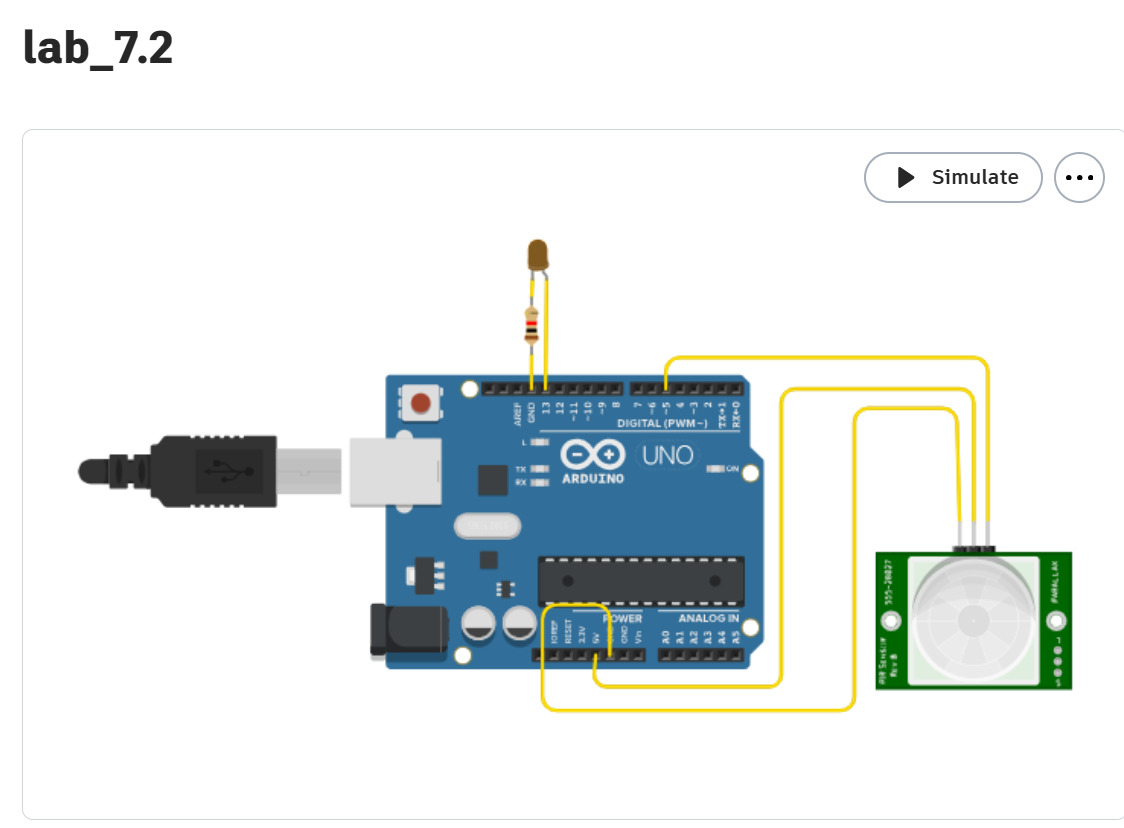 lab_7.2
Simulate
AREF
GND
13
12
~11
~10
~9
8
7
~6
~5
4
~3
2
TX→1
RX←0
DIGITAL (PWM~)
L
TX
RX
ARDUINO
UNO
ON
IOREF
RESET
3.3V
5V
GND
Vin
POWER
ANALOG IN
A0
A1
A2
A3
A4
A5
555-28027
PIR SENSOR
Rev B
PARALLAX